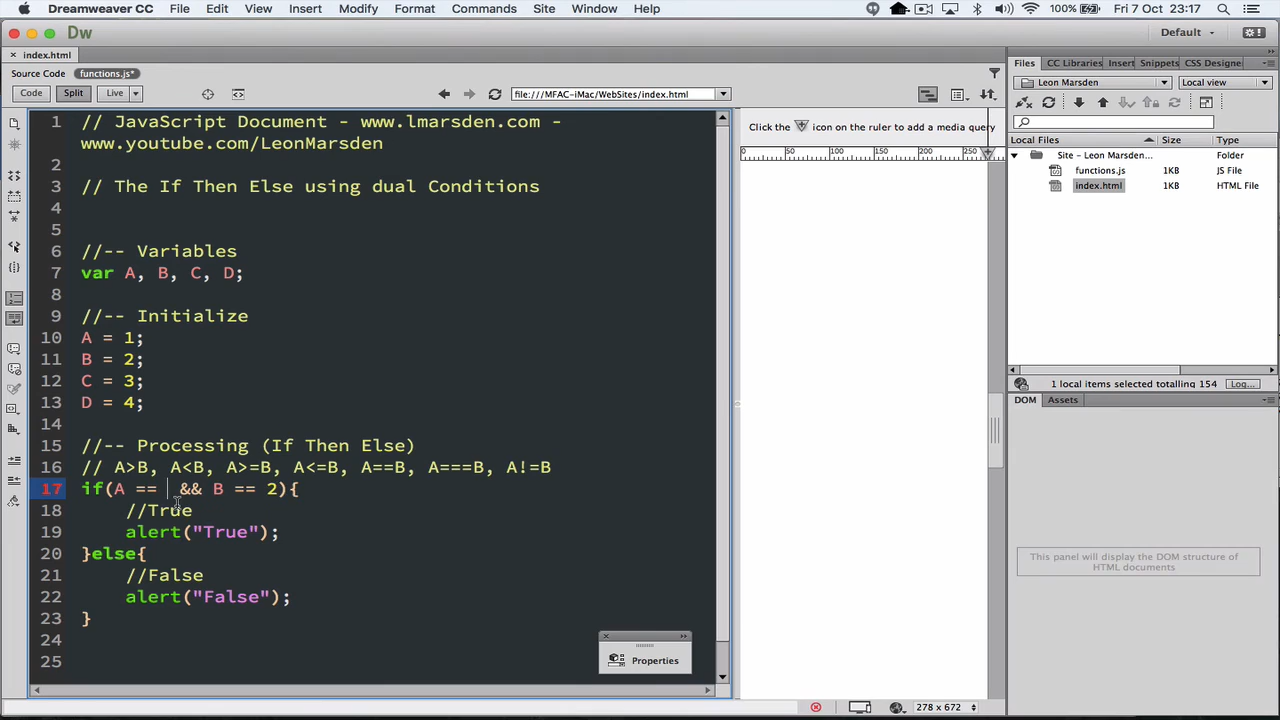 Dreamweaver CC File Edit View Insert Modify Format Commands Site Window Help 100% Fri 7 Oct 23:17
Dw Default
× index.html
Source Code functions.js*
Code Split Live file:///MFAC-iMac/WebSites/index.html
1 // JavaScript Document - www.lmarsden.com -
www.youtube.com/LeonMarsden
2
3 // The If Then Else using dual Conditions
4
5
6 //-- Variables
7 var A, B, C, D;
8
9 //-- Initialize
10 A = 1;
11 B = 2;
12 C = 3;
13 D = 4;
14
15 //-- Processing (If Then Else)
16 // A>B, A<B, A>=B, A<=B, A==B, A===B, A!=B
17 if(A == && B == 2){
18 //True
19 alert("True");
20 }else{
21 //False
22 alert("False");
23 }
24
25
Properties
Click the icon on the ruler to add a media query
0 50 100 150 200 250
278 x 672
Files CC Libraries Insert Snippets CSS Designer
Leon Marsden Local view
Local Files Size Type
Site - Leon Marsden... Folder
functions.js 1KB JS File
index.html 1KB HTML File
1 local items selected totalling 154 Log...
DOM Assets
This panel will display the DOM structure of
HTML documents